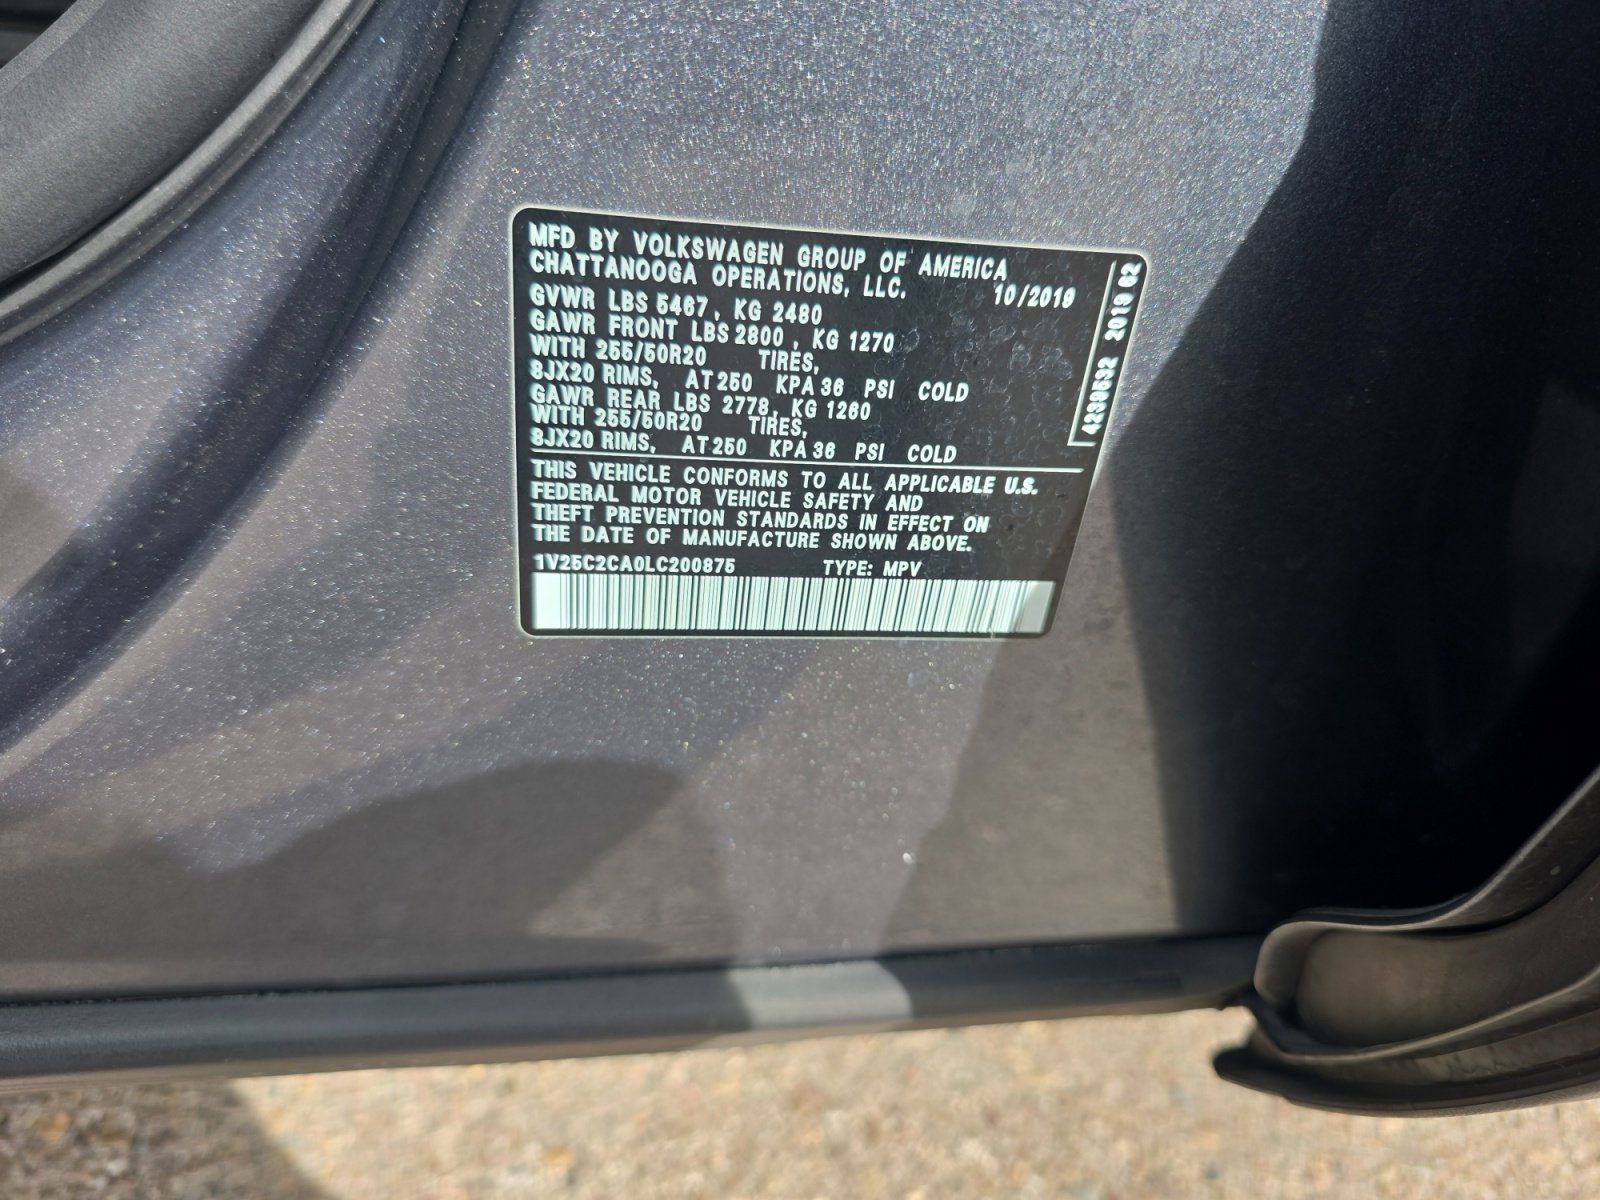 MFD BY VOLKSWAGEN GROUP OF AMERICA
CHATTANOOGA OPERATIONS, LLC. 10/2019
GVWR LBS 5467, KG 2480
GAWR FRONT LBS 2800, KG 1270
WITH 255/50R20 TIRES,
8JX20 RIMS, AT 250 KPA 36 PSI COLD
GAWR REAR LBS 2778, KG 1260
WITH 255/50R20 TIRES,
8JX20 RIMS, AT 250 KPA 36 PSI COLD
THIS VEHICLE CONFORMS TO ALL APPLICABLE U.S.
FEDERAL MOTOR VEHICLE SAFETY AND
THEFT PREVENTION STANDARDS IN EFFECT ON
THE DATE OF MANUFACTURE SHOWN ABOVE.
1V25C2CA0LC200875 TYPE: MPV
2019 G2